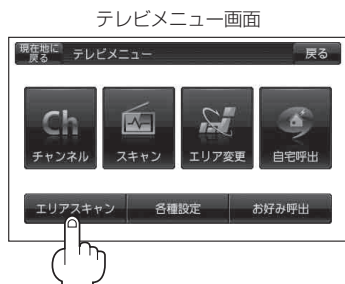 テレビメニュー画面
現在地に
戻る
テレビメニュー
戻る
Ch
チャンネル
スキャン
エリア変更
自宅呼出
エリアスキャン
各種設定
お好み呼出